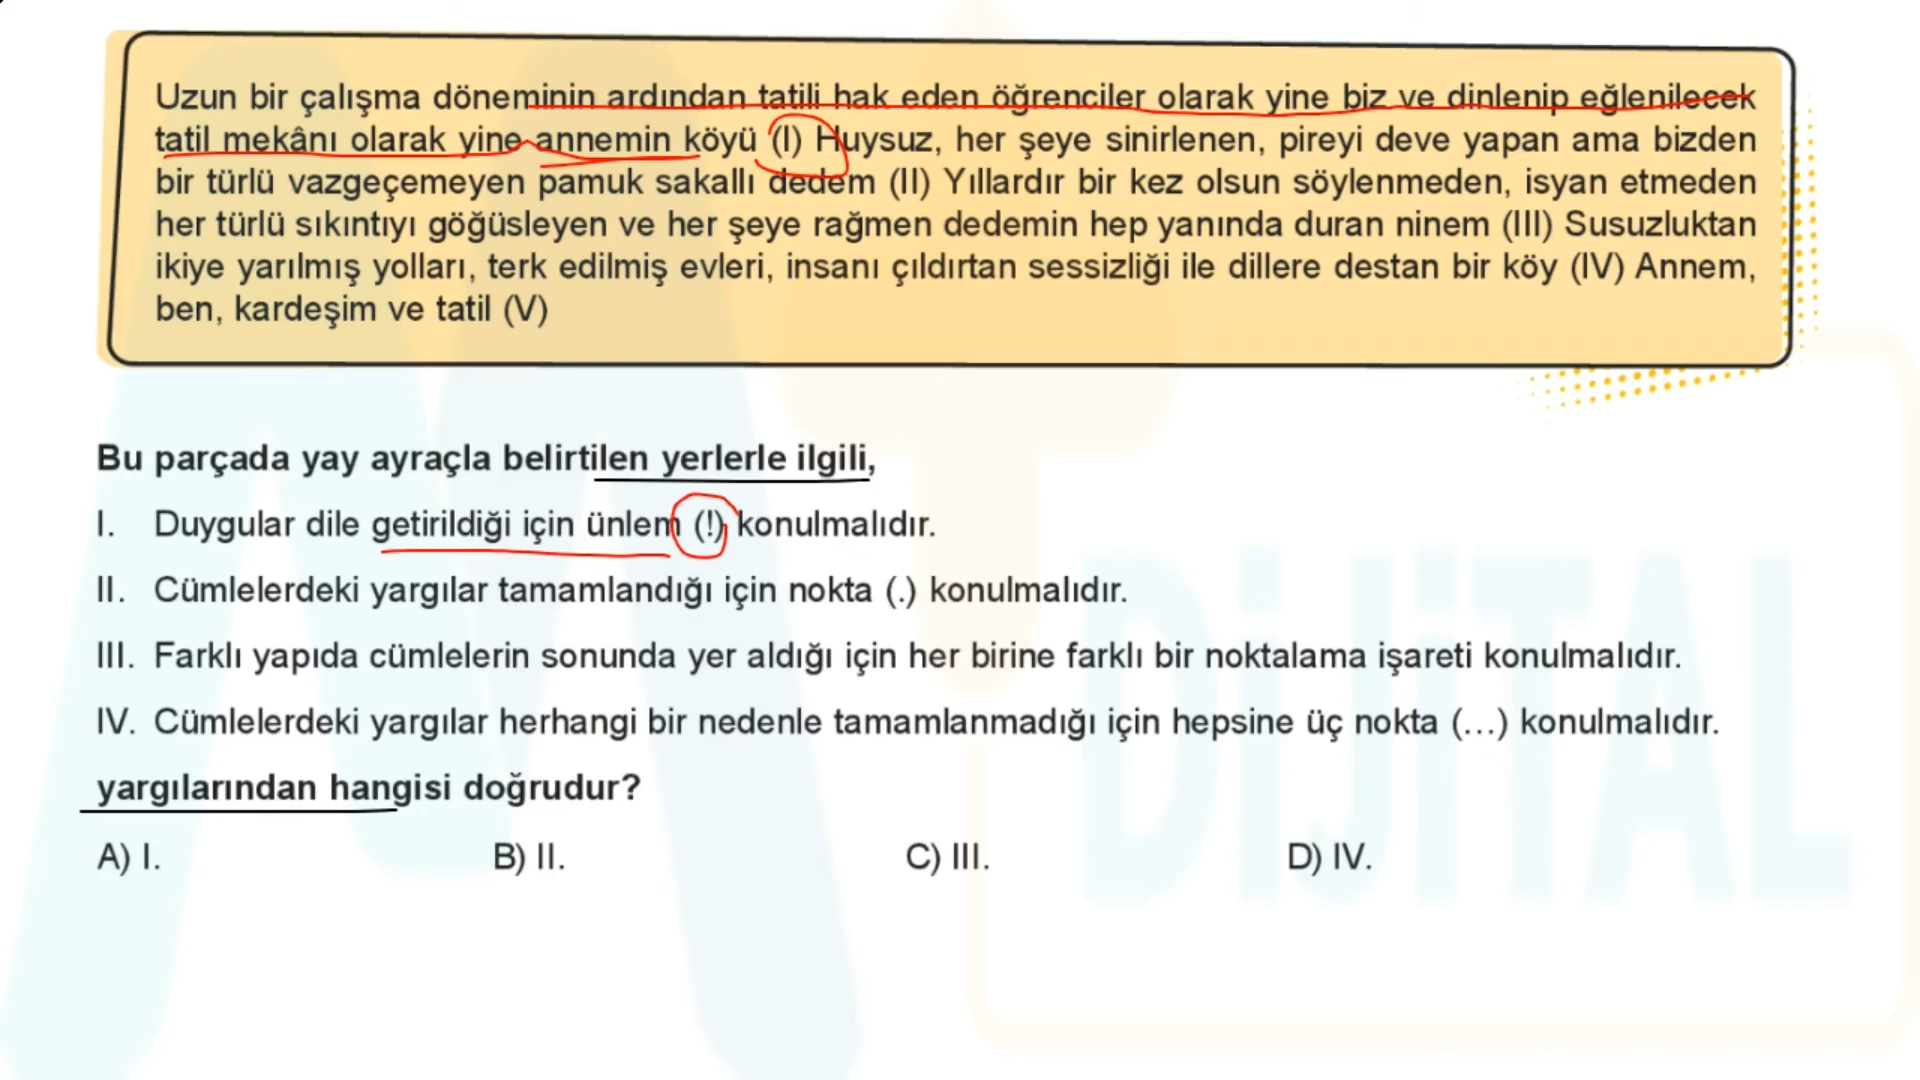 Uzun bir çalışma döneminin ardından tatili hak eden öğrenciler olarak yine biz ve dinlenip eğlenilecek
tatil mekânı olarak yine annemin köyü (I) Huysuz, her şeye sinirlenen, pireyi deve yapan ama bizden
bir türlü vazgeçemeyen pamuk sakallı dedem (II) Yıllardır bir kez olsun söylenmeden, isyan etmeden
her türlü sıkıntıyı göğüsleyen ve her şeye rağmen dedemin hep yanında duran ninem (III) Susuzluktan
ikiye yarılmış yolları, terk edilmiş evleri, insanı çıldırtan sessizliği ile dillere destan bir köy (IV) Annem,
ben, kardeşim ve tatil (V)
Bu parçada yay ayraçla belirtilen yerlerle ilgili,
I. Duygular dile getirildiği için ünlem (!) konulmalıdır.
II. Cümlelerdeki yargılar tamamlandığı için nokta (.) konulmalıdır.
III. Farklı yapıda cümlelerin sonunda yer aldığı için her birine farklı bir noktalama işareti konulmalıdır.
IV. Cümlelerdeki yargılar herhangi bir nedenle tamamlanmadığı için hepsine üç nokta (…) konulmalıdır.
yargılarından hangisi doğrudur?
A) I. B) II. C) III. D) IV.
DİJİTAL